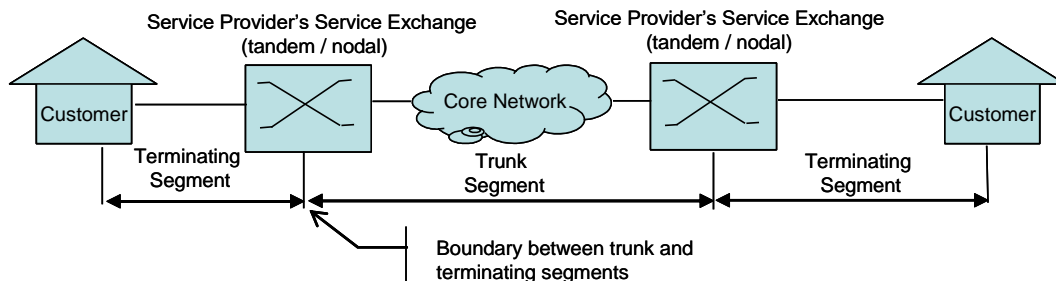 Service Provider's Service Exchange
(tandem / nodal)
Service Provider's Service Exchange
(tandem / nodal)
Customer
Core Network
Customer
Terminating
Segment
Trunk
Segment
Terminating
Segment
Boundary between trunk and
terminating segments